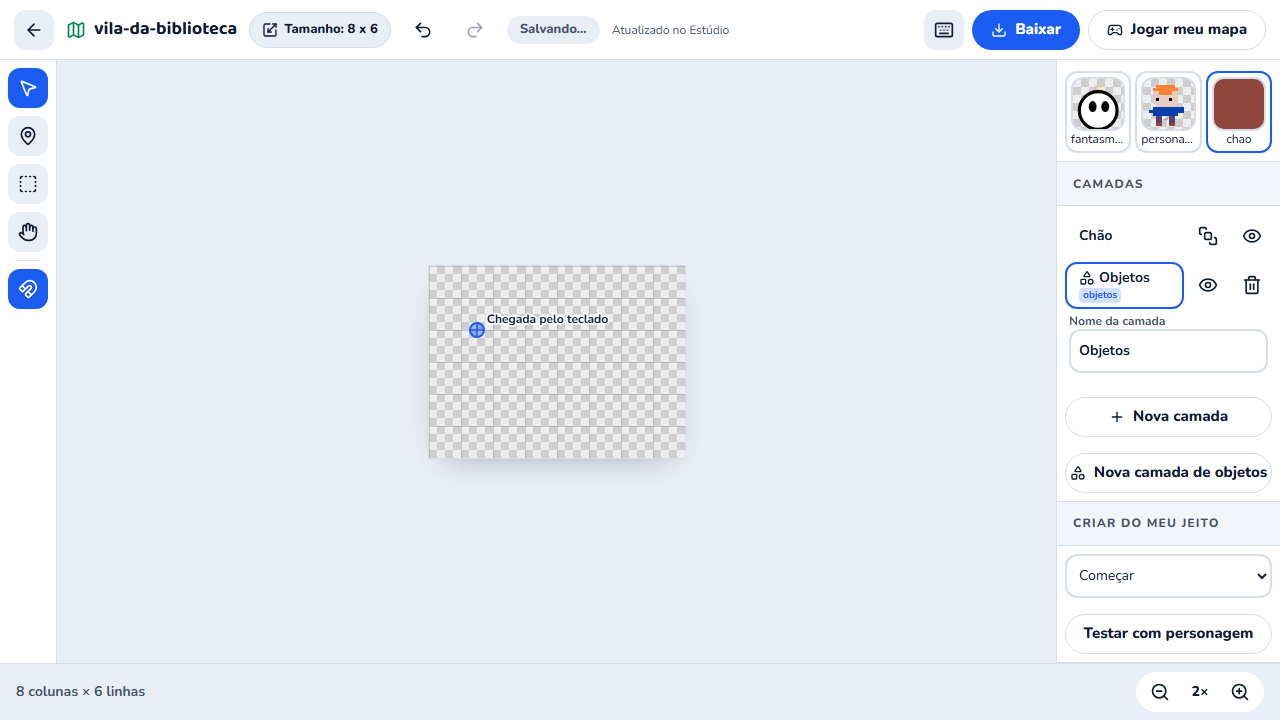 vila-da-biblioteca
Tamanho: 8 x 6
Salvando...
Atualizado no Estúdio
Baixar
Jogar meu mapa
fantasm...
persona...
chao
CAMADAS
Chão
Objetos
objetos
Nome da camada
Objetos
Nova camada
Nova camada de objetos
CRIAR DO MEU JEITO
Começar
Testar com personagem
Chegada pelo teclado
8 colunas × 6 linhas
2×